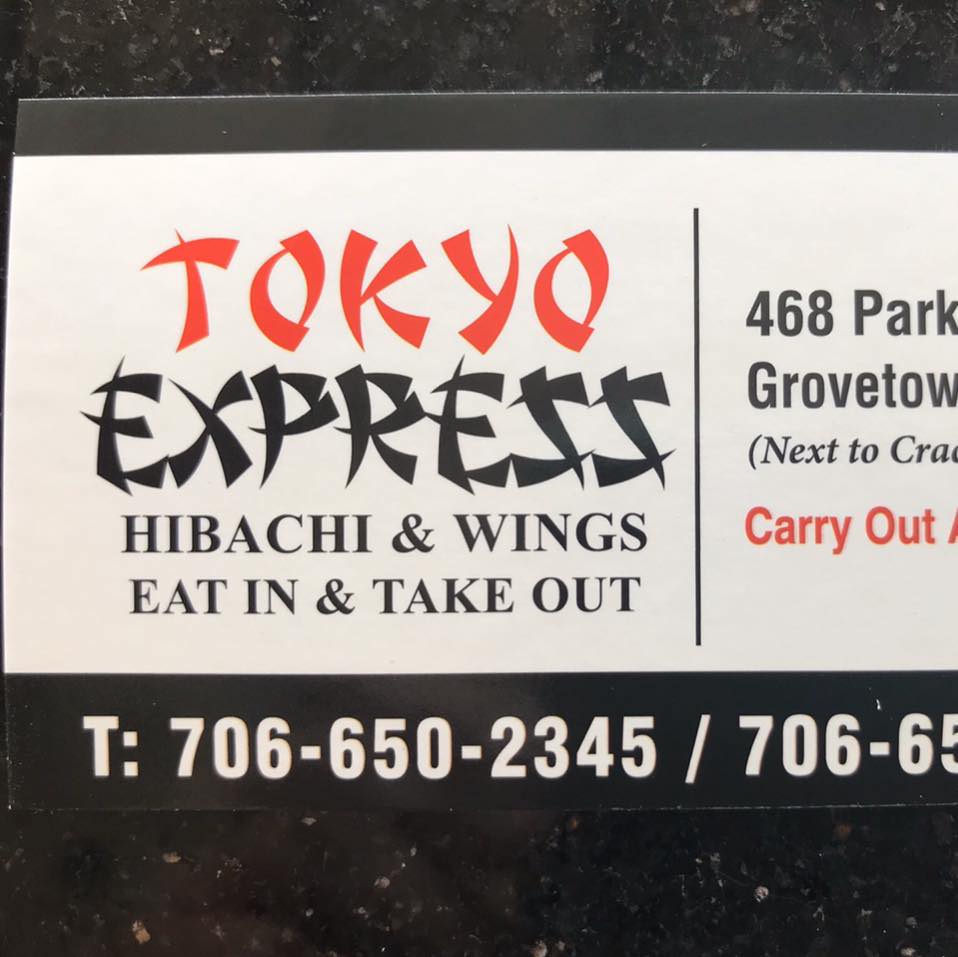 TOKYO
EXPRESS
HIBACHI & WINGS
EAT IN & TAKE OUT
468 Park
Grovetow
(Next to Crac
Carry Out A
T: 706-650-2345 / 706-65